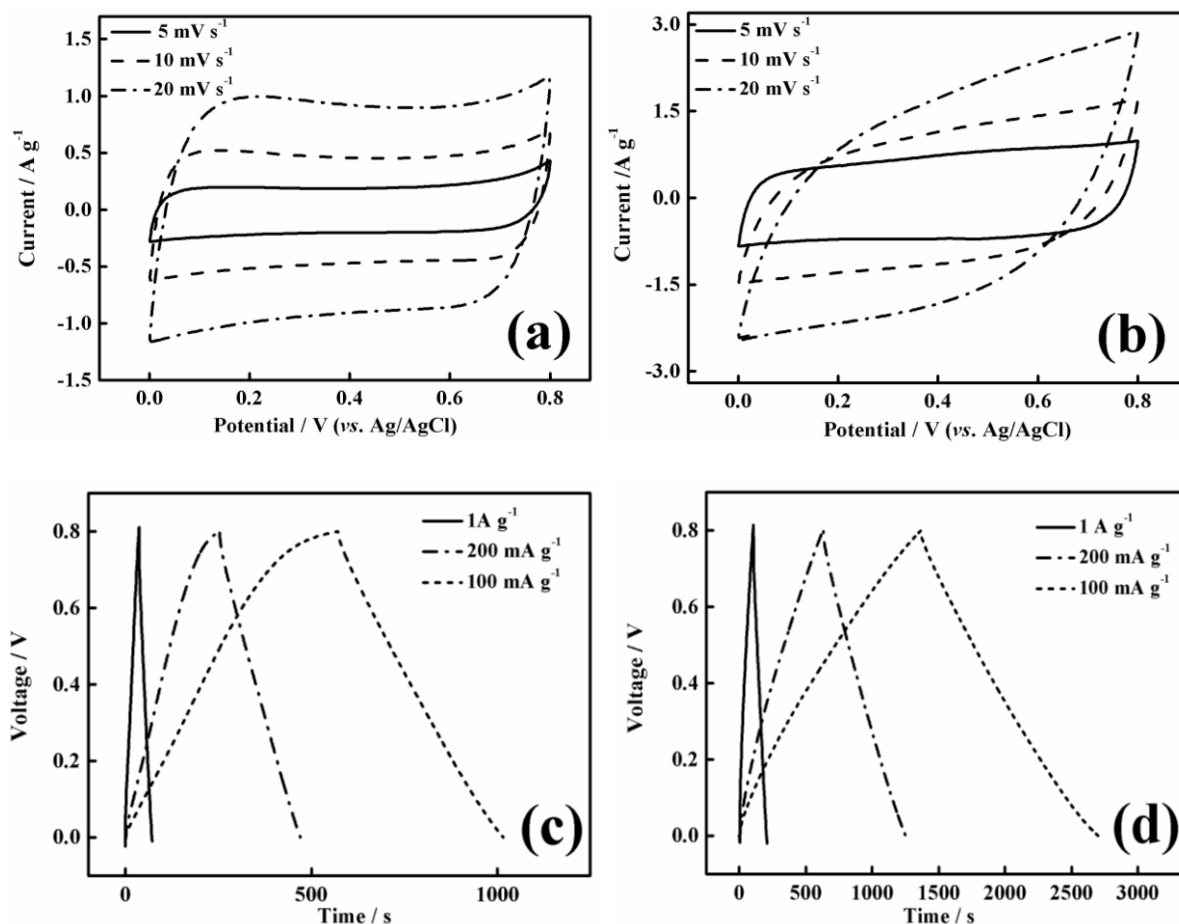 5 mV s⁻¹
10 mV s⁻¹
20 mV s⁻¹
1.5
1.0
0.5
0.0
-0.5
-1.0
-1.5
Current / A g⁻¹
0.0 0.2 0.4 0.6 0.8
Potential / V (vs. Ag/AgCl)
(a)
5 mV s⁻¹
10 mV s⁻¹
20 mV s⁻¹
3.0
1.5
0.0
-1.5
-3.0
Current /A g⁻¹
0.0 0.2 0.4 0.6 0.8
Potential / V (vs. Ag/AgCl)
(b)
1A g⁻¹
200 mA g⁻¹
100 mA g⁻¹
0.8
0.6
0.4
0.2
0.0
Voltage / V
0 500 1000
Time / s
(c)
1 A g⁻¹
200 mA g⁻¹
100 mA g⁻¹
0.8
0.6
0.4
0.2
0.0
Voltage / V
0 500 1000 1500 2000 2500 3000
Time / s
(d)